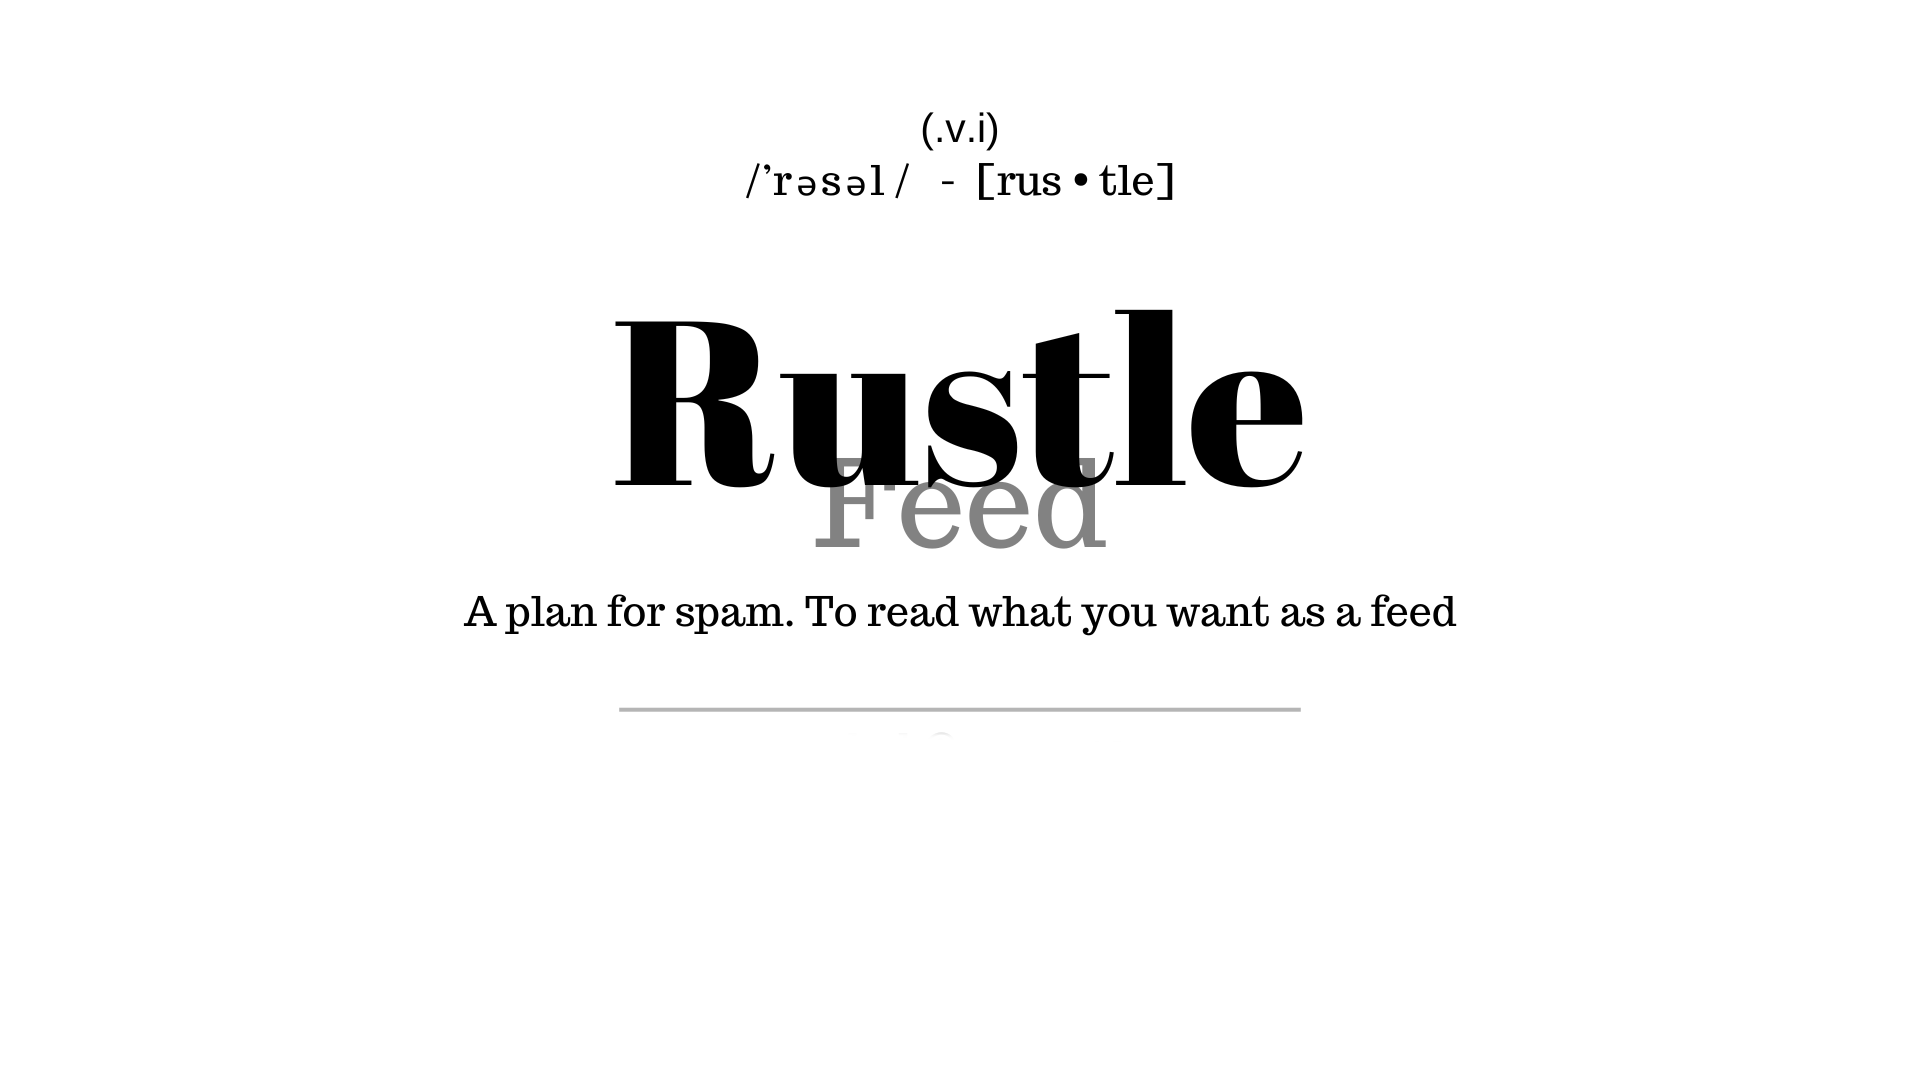 (.v.i)
/’rəsəl/ - [rus • tle]
Rustle
Feed
A plan for spam. To read what you want as a feed